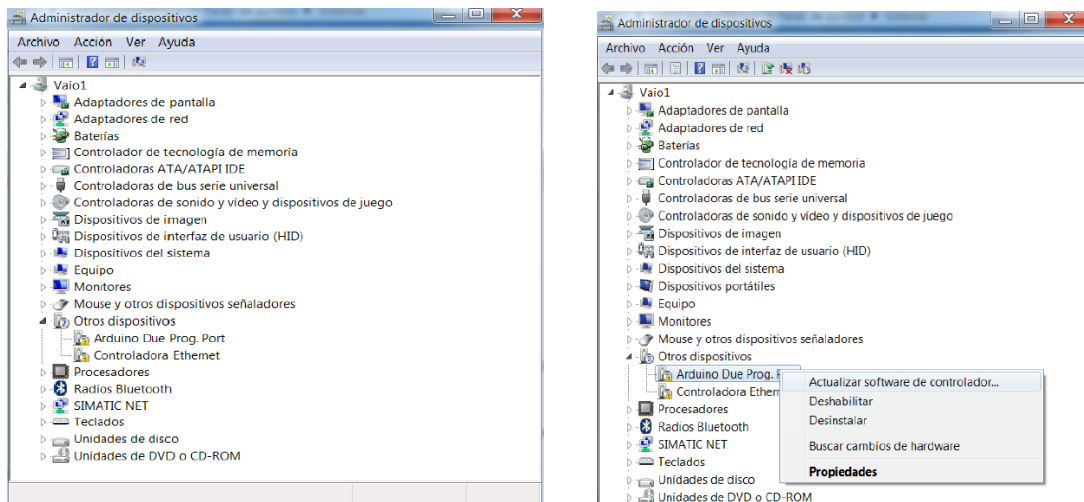 Administrador de dispositivos
Archivo Acción Ver Ayuda
Vaio1
Adaptadores de pantalla
Adaptadores de red
Baterías
Controlador de tecnología de memoria
Controladoras ATA/ATAPI IDE
Controladoras de bus serie universal
Controladoras de sonido y vídeo y dispositivos de juego
Dispositivos de imagen
Dispositivos de interfaz de usuario (HID)
Dispositivos del sistema
Equipo
Monitores
Mouse y otros dispositivos señaladores
Otros dispositivos
Arduino Due Prog. Port
Controladora Ethernet
Procesadores
Radios Bluetooth
SIMATIC NET
Teclados
Unidades de disco
Unidades de DVD o CD-ROM
Administrador de dispositivos
Archivo Acción Ver Ayuda
Vaio1
Adaptadores de pantalla
Adaptadores de red
Baterías
Controlador de tecnología de memoria
Controladoras ATA/ATAPI IDE
Controladoras de bus serie universal
Controladoras de sonido y vídeo y dispositivos de juego
Dispositivos de imagen
Dispositivos de interfaz de usuario (HID)
Dispositivos del sistema
Dispositivos portátiles
Equipo
Monitores
Mouse y otros dispositivos señaladores
Otros dispositivos
Arduino Due Prog.
Controladora
Procesadores
Radios Bluetooth
SIMATIC NET
Teclados
Unidades de disco
Unidades de DVD o CD-ROM
Actualizar software de controlador...
Deshabilitar
Desinstalar
Buscar cambios de hardware
Propiedades